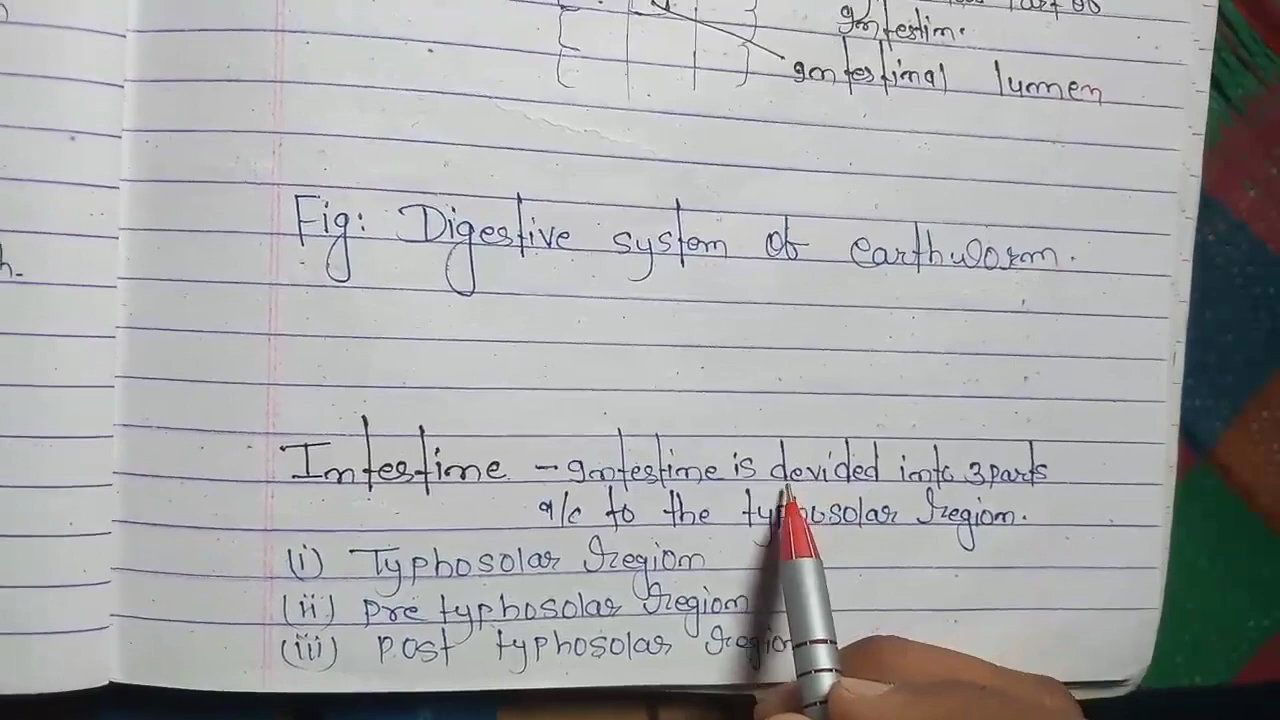 Intestin.
Intestinal lumen
Fig: Digestive system of earthworm.
Intestine - Intestine is devided into 3 parts
a/c to the typhosolar region.
(i) Typhosolar region
(ii) pre typhosolar region
(iii) post typhosolar region